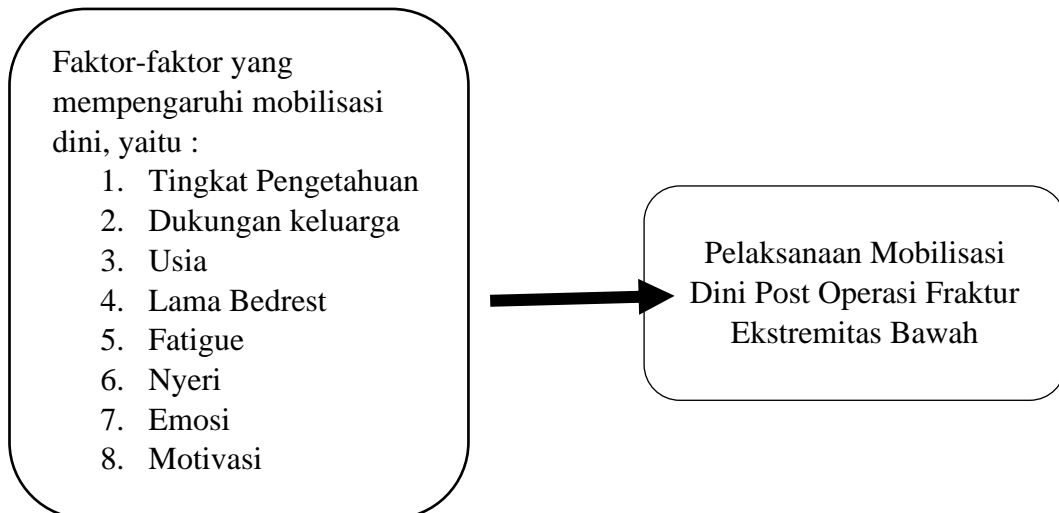 Faktor-faktor yang
mempengaruhi mobilisasi
dini, yaitu :
1. Tingkat Pengetahuan
2. Dukungan keluarga
3. Usia
4. Lama Bedrest
5. Fatigue
6. Nyeri
7. Emosi
8. Motivasi
Pelaksanaan Mobilisasi
Dini Post Operasi Fraktur
Ekstremitas Bawah